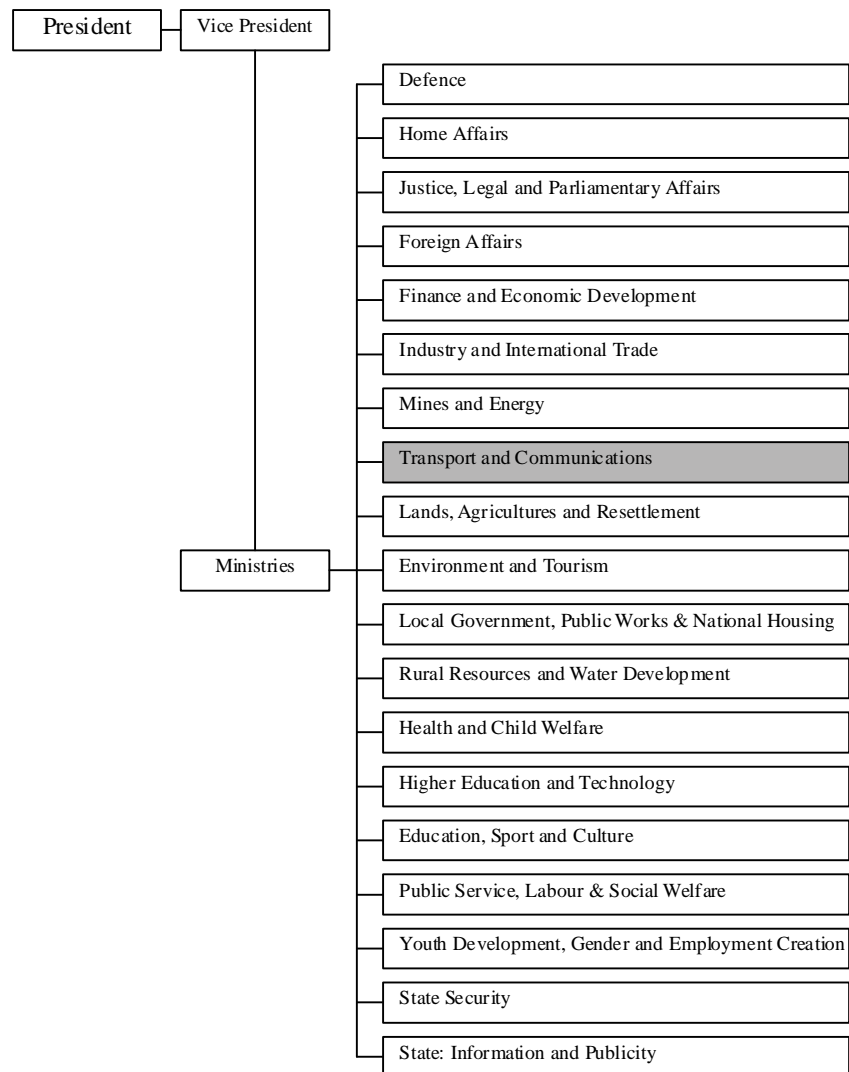 President
Vice President
Defence
Home Affairs
Justice, Legal and Parliamentary Affairs
Foreign Affairs
Finance and Economic Development
Industry and International Trade
Mines and Energy
Transport and Communications
Lands, Agricultures and Resettlement
Ministries
Environment and Tourism
Local Government, Public Works & National Housing
Rural Resources and Water Development
Health and Child Welfare
Higher Education and Technology
Education, Sport and Culture
Public Service, Labour & Social Welfare
Youth Development, Gender and Employment Creation
State Security
State: Information and Publicity